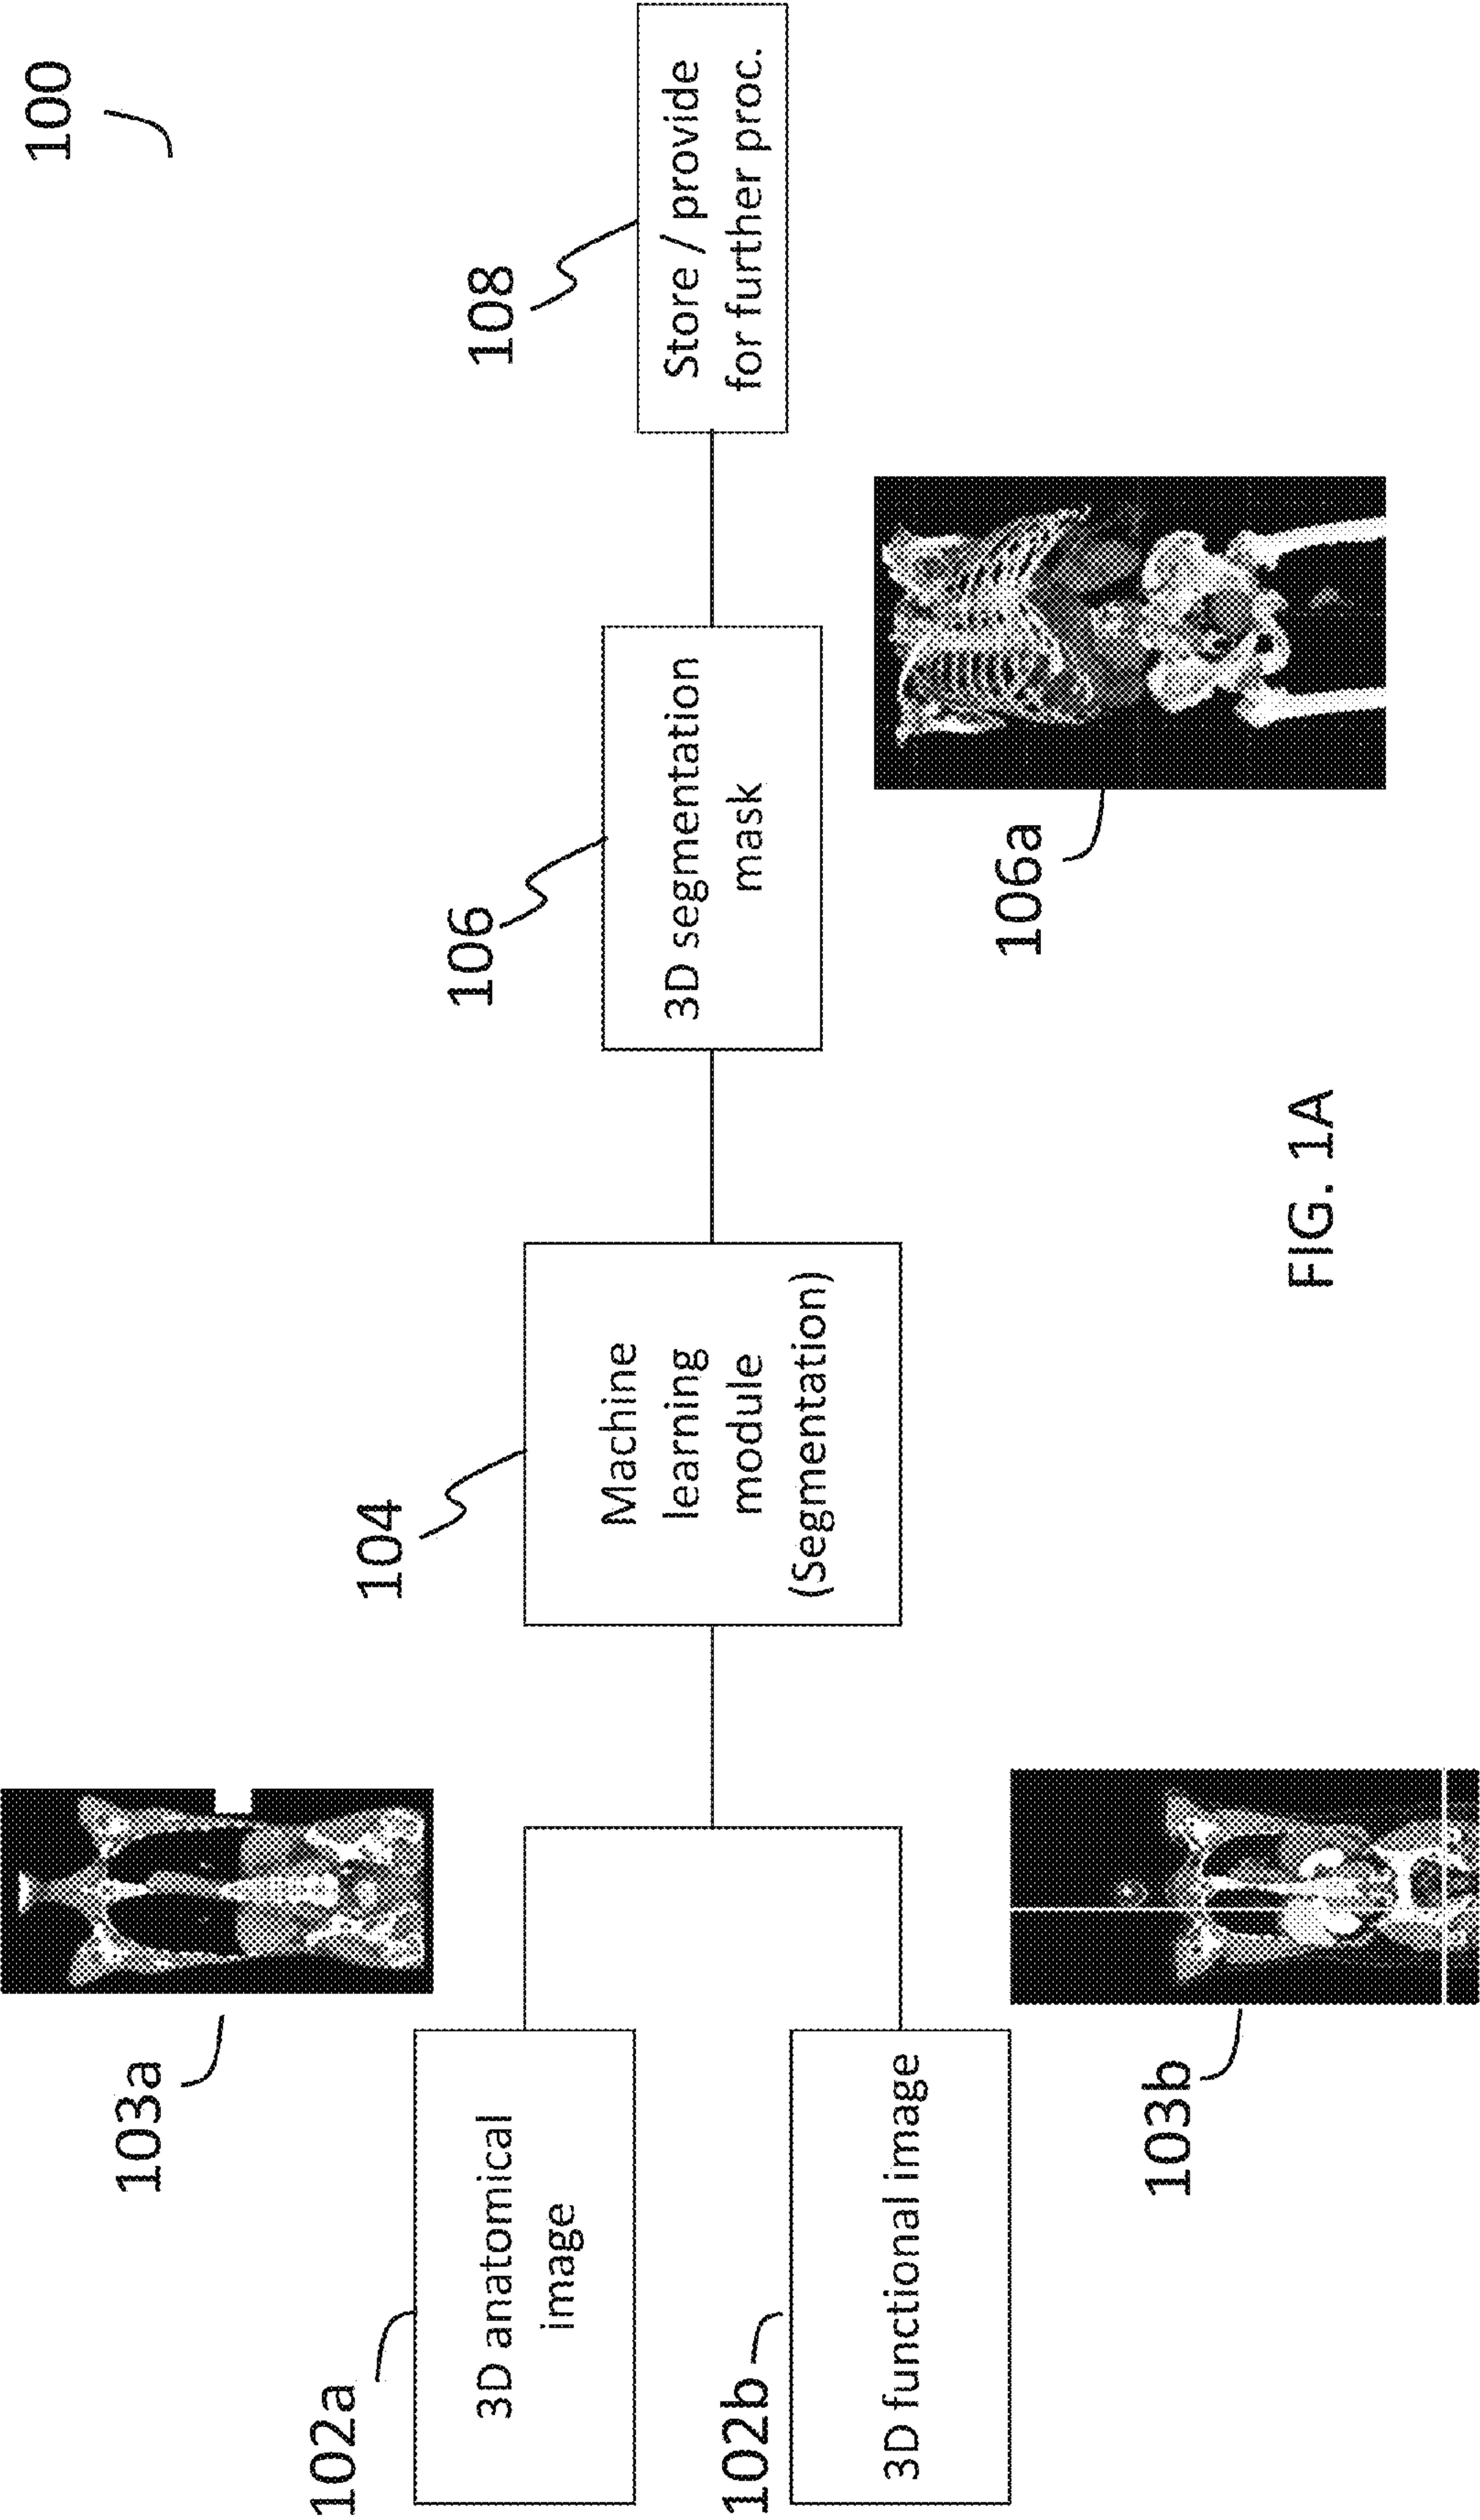 100
102a
3D anatomical
image
103a
102b
3D functional image
103b
104
Machine
learning
module
(Segmentation)
106
3D segmentation
mask
106a
108
Store / provide
for further proc.
FIG. 1A